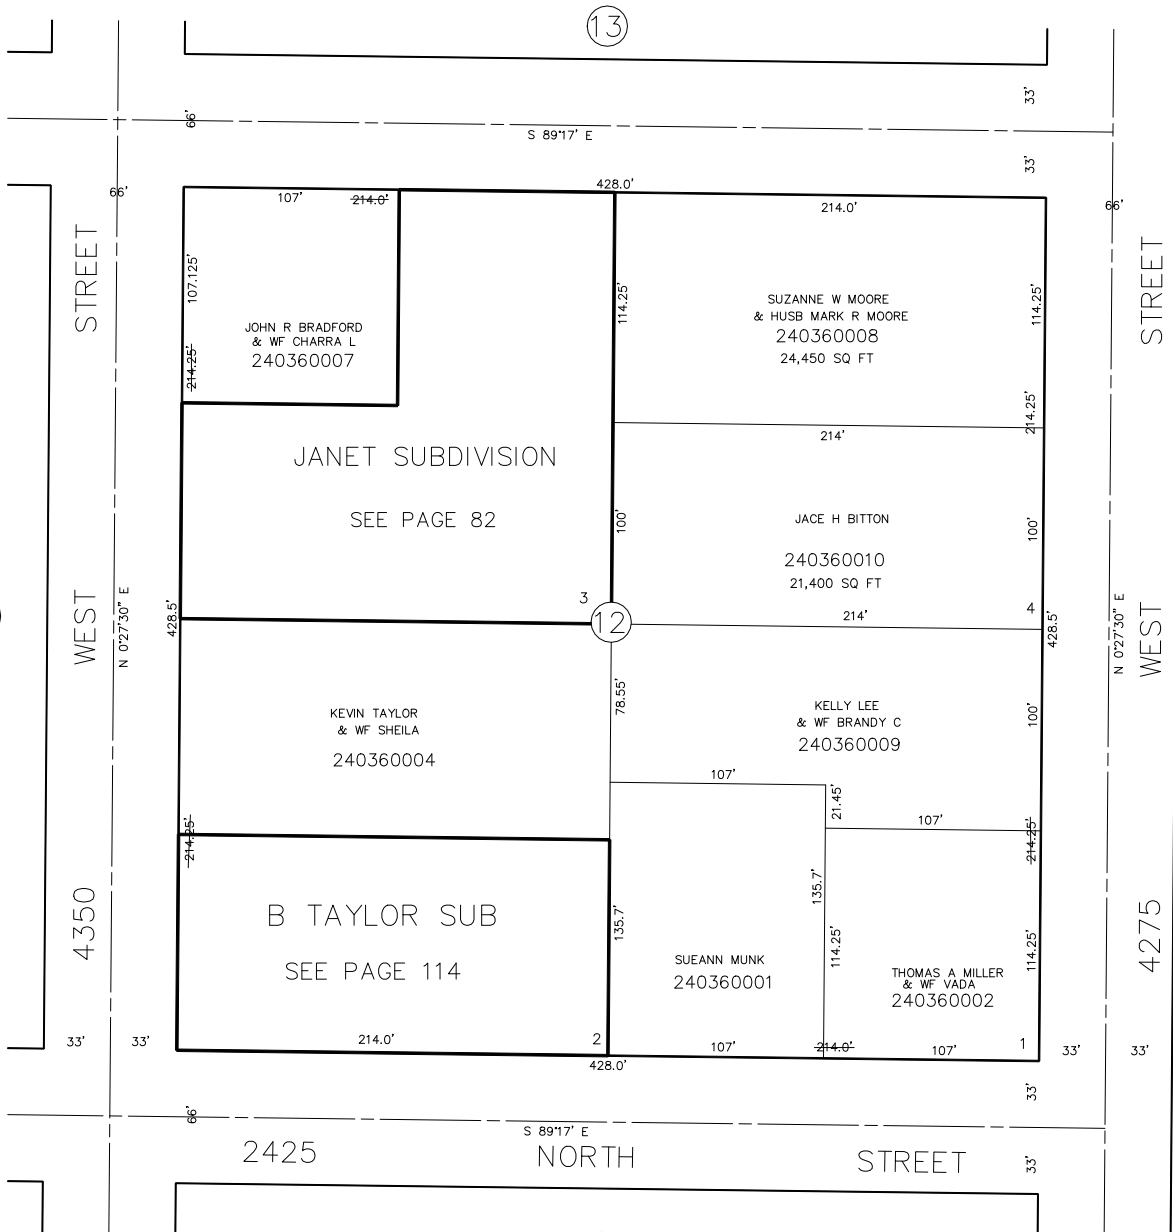 13
33'
66'
S 89°17' E
33'
66'
428.0'
66'
107'
214.0'
214.0'
STREET
107.125'
114.25'
114.25'
STREET
SUZANNE W MOORE
& HUSB MARK R MOORE
240360008
24,450 SQ FT
JOHN R BRADFORD
& WF CHARRA L
240360007
214.25'
214.25'
214'
JANET SUBDIVISION
SEE PAGE 82
100'
100'
JACE H BITTON
240360010
21,400 SQ FT
3
12
214'
4
WEST
N 0°27'30" E
428.5'
428.5'
N 0°27'30" E
WEST
KEVIN TAYLOR
& WF SHEILA
240360004
78.55'
KELLY LEE
& WF BRANDY C
240360009
100'
107'
21.45'
107'
214.25'
214.25'
4350
B TAYLOR SUB
SEE PAGE 114
135.7'
135.7'
114.25'
114.25'
4275
SUEANN MUNK
240360001
THOMAS A MILLER
& WF VADA
240360002
33'
33'
214.0'
2
107'
214.0'
107'
1
33'
33'
428.0'
33'
66'
S 89°17' E
2425
NORTH
STREET
33'